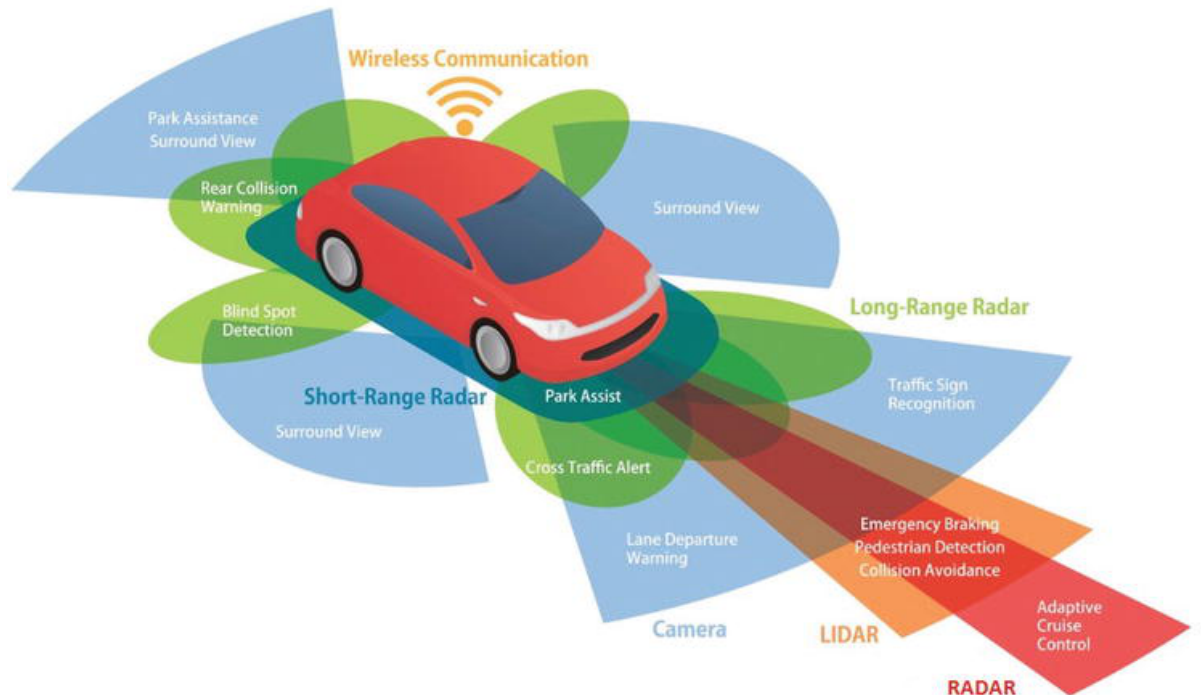 Wireless Communication
Park Assistance
Surround View
Rear Collision
Warning
Surround View
Blind Spot
Detection
Long-Range Radar
Short-Range Radar
Park Assist
Traffic Sign
Recognition
Surround View
Cross Traffic Alert
Lane Departure
Warning
Emergency Braking
Pedestrian Detection
Collision Avoidance
Camera
LIDAR
Adaptive
Cruise
Control
RADAR